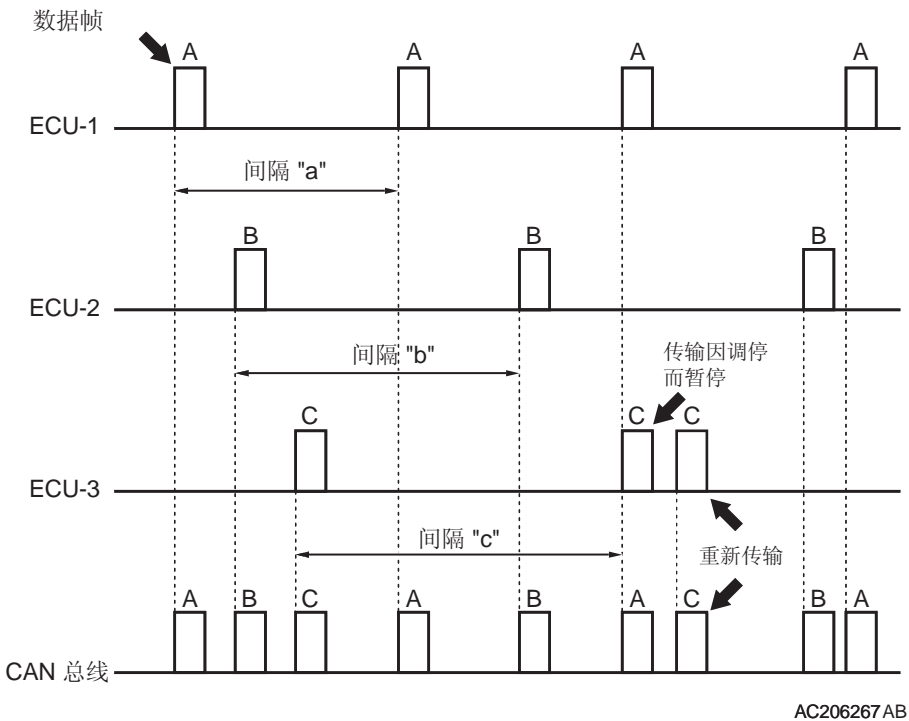 数据帧
A A A A
ECU-1
间隔 "a"
B B B
ECU-2
间隔 "b"
传输因调停
而暂停
C C C
ECU-3
间隔 "c"
重新传输
A B C A B A C B A
CAN 总线
AC206267AB